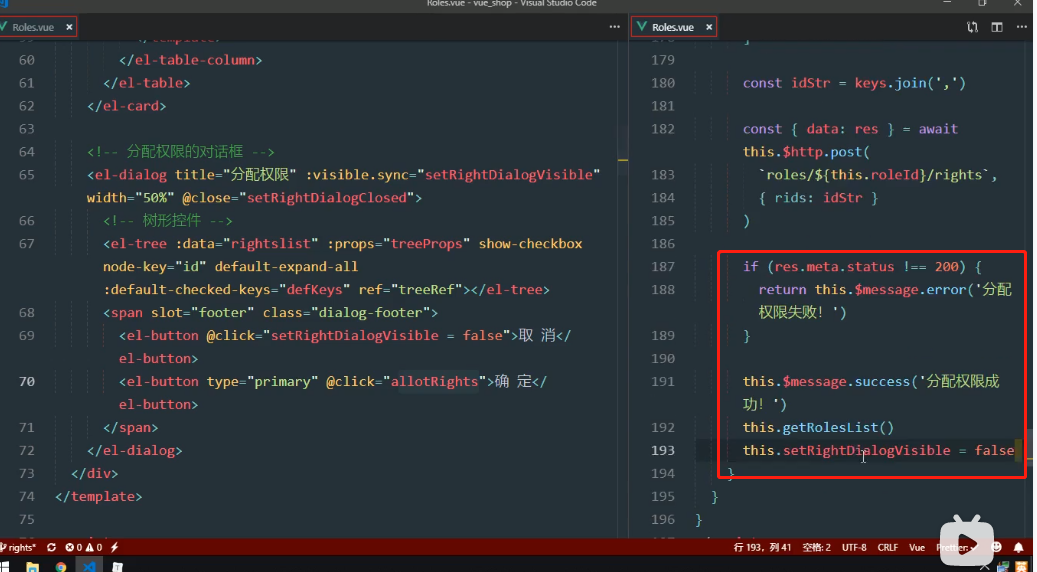 Roles.vue - vue_shop - Visual Studio Code
Roles.vue ×
60 </el-table-column>
61 </el-table>
62 </el-card>
63
64 <!-- 分配权限的对话框 -->
65 <el-dialog title="分配权限" :visible.sync="setRightDialogVisible"
width="50%" @close="setRightDialogClosed">
66 <!-- 树形控件 -->
67 <el-tree :data="rightslist" :props="treeProps" show-checkbox
node-key="id" default-expand-all
:default-checked-keys="defKeys" ref="treeRef"></el-tree>
68 <span slot="footer" class="dialog-footer">
69 <el-button @click="setRightDialogVisible = false">取 消</
el-button>
70 <el-button type="primary" @click="allotRights">确 定</
el-button>
71 </span>
72 </el-dialog>
73 </div>
74 </template>
75
Roles.vue ×
179
180 const idStr = keys.join(',')
181
182 const { data: res } = await
this.$http.post(
183 `roles/${this.roleId}/rights`,
184 { rids: idStr }
185 )
186
187 if (res.meta.status !== 200) {
188 return this.$message.error('分配
权限失败！')
189 }
190
191 this.$message.success('分配权限成
功！')
192 this.getRolesList()
193 this.setRightDialogVisible = false
194 }
195 }
196 }
rights* 0 0 行 193，列 41 空格: 2 UTF-8 CRLF Vue Prettier: ✓